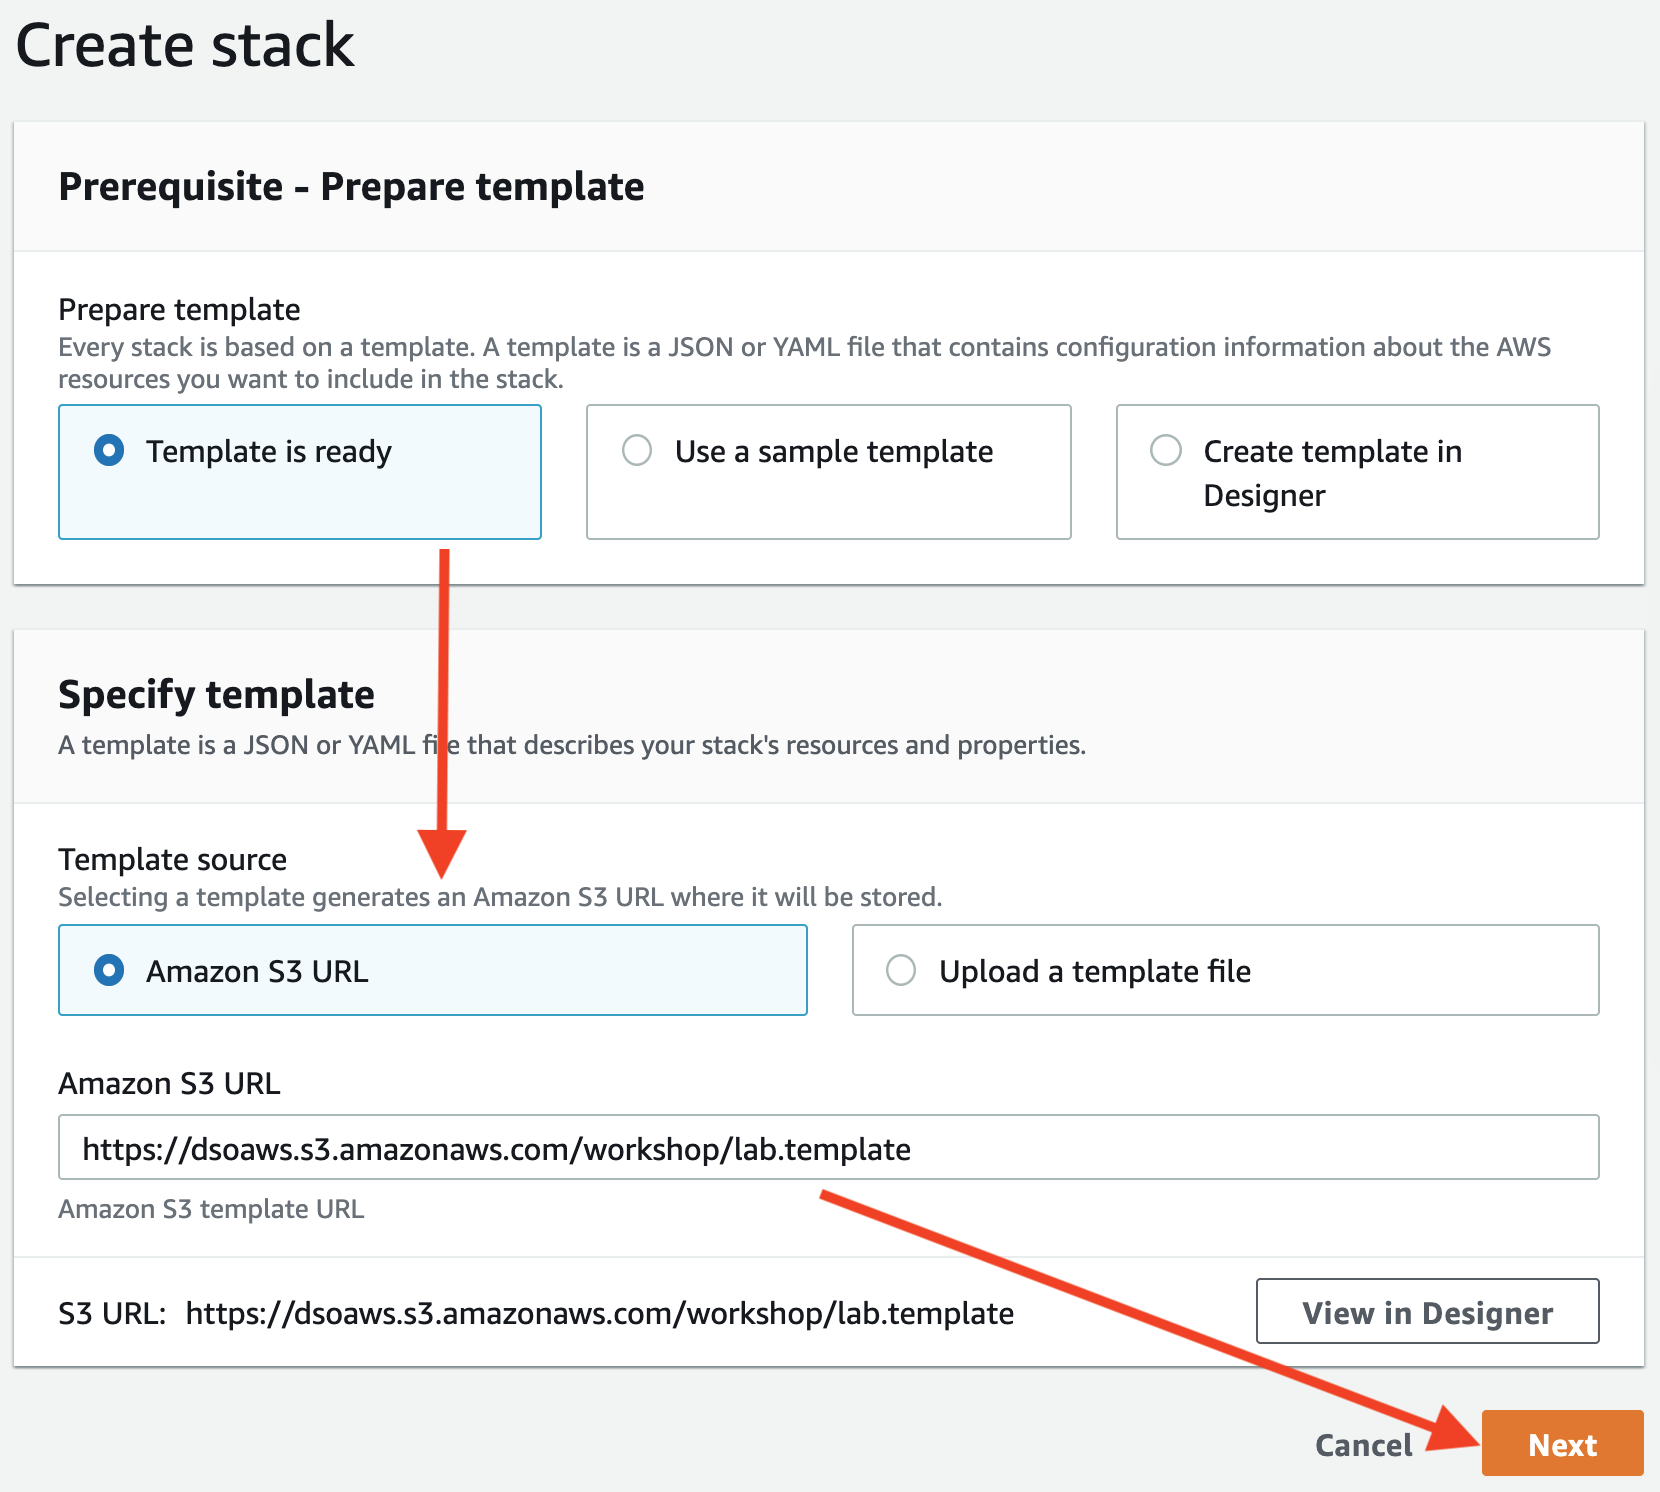 Create stack
Prerequisite - Prepare template
Prepare template
Every stack is based on a template. A template is a JSON or YAML file that contains configuration information about the AWS
resources you want to include in the stack.
Template is ready
Use a sample template
Create template in
Designer
Specify template
A template is a JSON or YAML file that describes your stack's resources and properties.
Template source
Selecting a template generates an Amazon S3 URL where it will be stored.
Amazon S3 URL
Upload a template file
Amazon S3 URL
https://dsoaws.s3.amazonaws.com/workshop/lab.template
Amazon S3 template URL
S3 URL: https://dsoaws.s3.amazonaws.com/workshop/lab.template
View in Designer
Cancel
Next